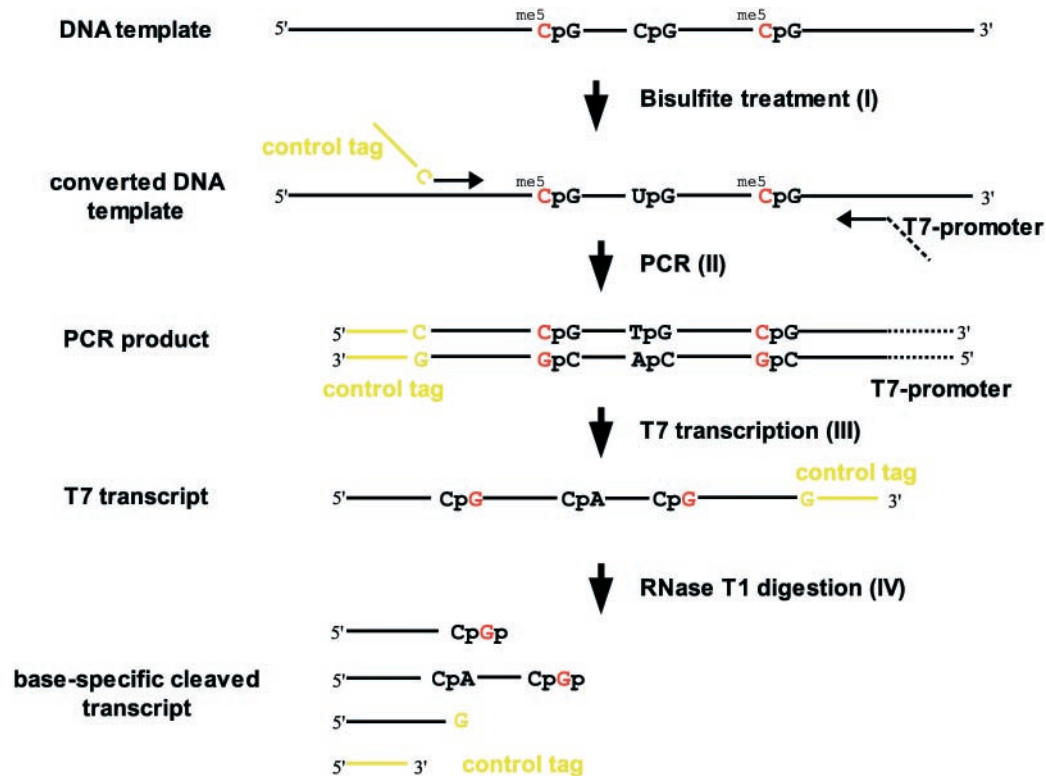 DNA template 5' me5 CpG CpG me5 CpG 3'
Bisulfite treatment (I)
control tag
C
converted DNA
template
5' me5 CpG UpG me5 CpG 3'
T7-promoter
PCR (II)
PCR product
5' C CpG TpG CpG 3'
3' G GpC ApC GpC 5'
control tag T7-promoter
T7 transcription (III)
control tag
T7 transcript 5' CpG CpA CpG G 3'
RNase T1 digestion (IV)
5' CpGp
base-specific cleaved
transcript
5' CpA CpGp
5' G
5' 3' control tag